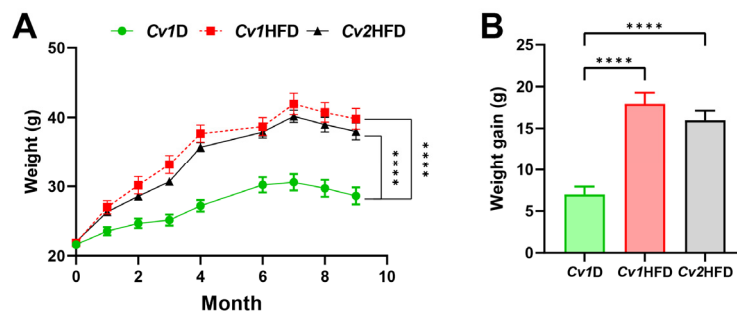 A
Cv1D Cv1HFD Cv2HFD
Weight (g)
50
40
30
20
0 2 4 6 8 10
Month
****
****
B
****
****
Weight gain (g)
25
20
15
10
5
0
Cv1D Cv1HFD Cv2HFD